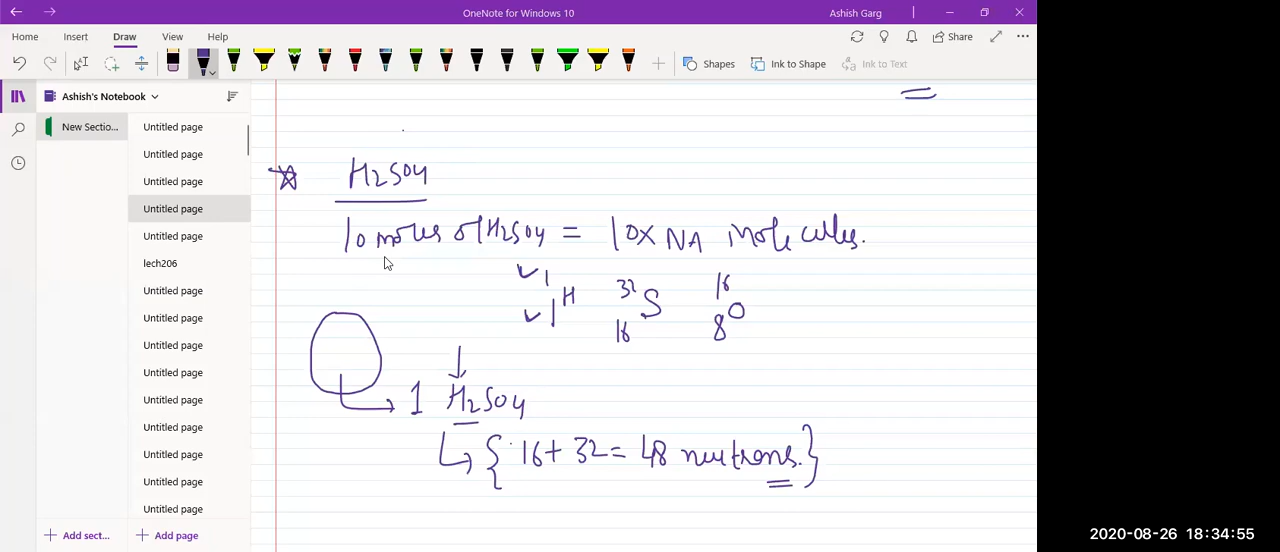 OneNote for Windows 10
Ashish Garg
Home Insert Draw View Help
Share
Shapes
Ink to Shape
Ink to Text
Ashish's Notebook
New Sectio...
Untitled page
Untitled page
Untitled page
Untitled page
Untitled page
lech206
Untitled page
Untitled page
Untitled page
Untitled page
Untitled page
Untitled page
Untitled page
Untitled page
Untitled page
Add sect...
Add page
H2SO4
10 moles of H2SO4 = 10x NA molecules.
1 1 H 32 16 S 16 8 O
1 H2SO4
{ 16 + 32 = 48 neutrons. }
2020-08-26 18:34:55